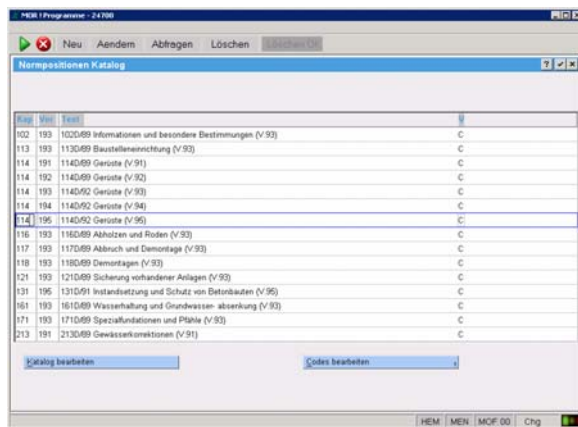 MOR ! Programme - 24700
Neu Aendern Abfragen Löschen Löschen OK
Normpositionen Katalog
Kap Ver Text V
102 193 102D/89 Informationen und besondere Bestimmungen (V.93) C
113 193 113D/89 Baustelleneinrichtung (V.93) C
114 191 114D/89 Gerüste (V.91) C
114 192 114D/89 Gerüste (V.92) C
114 193 114D/92 Gerüste (V.93) C
114 194 114D/92 Gerüste (V.94) C
114 195 114D/92 Gerüste (V.95) C
116 193 116D/89 Abholzen und Roden (V.93) C
117 193 117D/89 Abbruch und Demontage (V.93) C
118 193 118D/89 Demontagen (V.93) C
121 193 121D/89 Sicherung vorhandener Anlagen (V.93) C
131 195 131D/91 Instandsetzung und Schutz von Betonbauten (V.95) C
161 193 161D/89 Wasserhaltung und Grundwasser- absenkung (V.93) C
171 193 171D/89 Spezialfundationen und Pfähle (V.93) C
213 191 213D/89 Gewässerkorrektionen (V.91) C
Katalog bearbeiten Codes bearbeiten
HEM MEN MOF 00 Chg